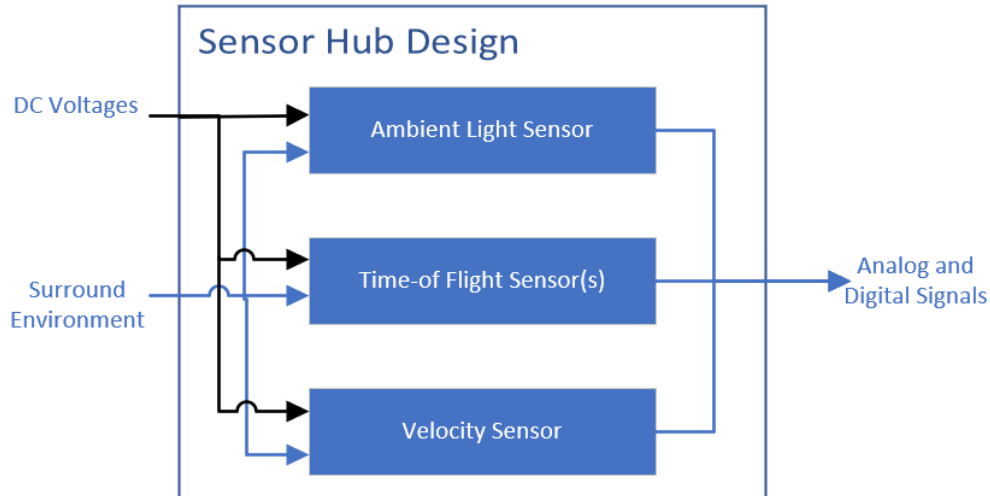 Sensor Hub Design
DC Voltages
Ambient Light Sensor
Time-of Flight Sensor(s)
Surround
Environment
Analog and
Digital Signals
Velocity Sensor